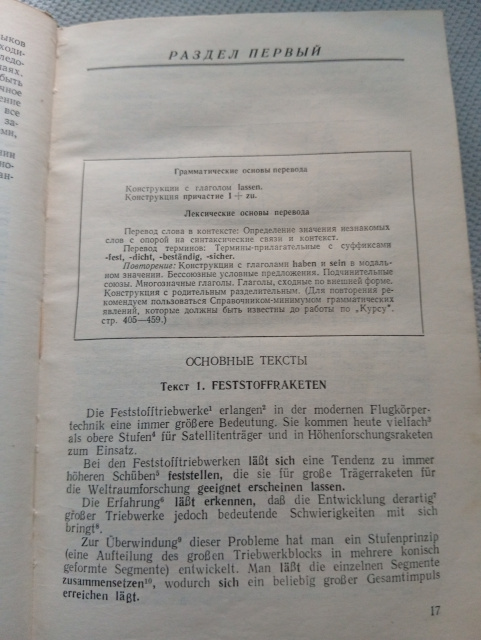 РАЗДЕЛ ПЕРВЫЙ
Грамматические основы перевода
Конструкция с глаголом lassen.
Конструкция причастие I + zu.
Лексические основы перевода
Перевод слова в контексте: Определение значения незнакомых
слов с опорой на синтаксические связи и контекст.
Перевод терминов: Термины-прилагательные с суффиксами
-fest, -dicht, -beständig, -sicher.
Повторение: Конструкции с глаголами haben и sein в модаль-
ном значении. Бессоюзные условные предложения. Подчинительные
союзы. Многозначные глаголы. Глаголы, сходные по внешней форме.
Конструкция с родительным разделительным. (Для повторения ре-
комендуем пользоваться Справочником-минимумом грамматических
явлений, которые должны быть известны до работы по „Курсу",
стр. 405—459.)
ОСНОВНЫЕ ТЕКСТЫ
Текст 1. FESTSTOFFRAKETEN
Die Feststofftriebwerke¹ erlangen² in der modernen Flugkörper-
technik eine immer größere Bedeutung. Sie kommen heute vielfach³
als obere Stufen⁴ für Satellitenträger und in Höhenforschungsraketen
zum Einsatz.
Bei den Feststofftriebwerken läßt sich eine Tendenz zu immer
höheren Schüben⁵ feststellen, die sie für große Trägerraketen für
die Weltraumforschung geeignet erscheinen lassen.
Die Erfahrung⁶ läßt erkennen, daß die Entwicklung derartig⁷
großer Triebwerke jedoch bedeutende Schwierigkeiten mit sich
bringt⁸.
Zur Überwindung⁹ dieser Probleme hat man ein Stufenprinzip
(eine Aufteilung des großen Triebwerkblocks in mehrere konisch
geformte Segmente) entwickelt. Man läßt die einzelnen Segmente
zusammensetzen¹⁰, wodurch sich ein beliebig großer Gesamtimpuls
erreichen läßt.
17